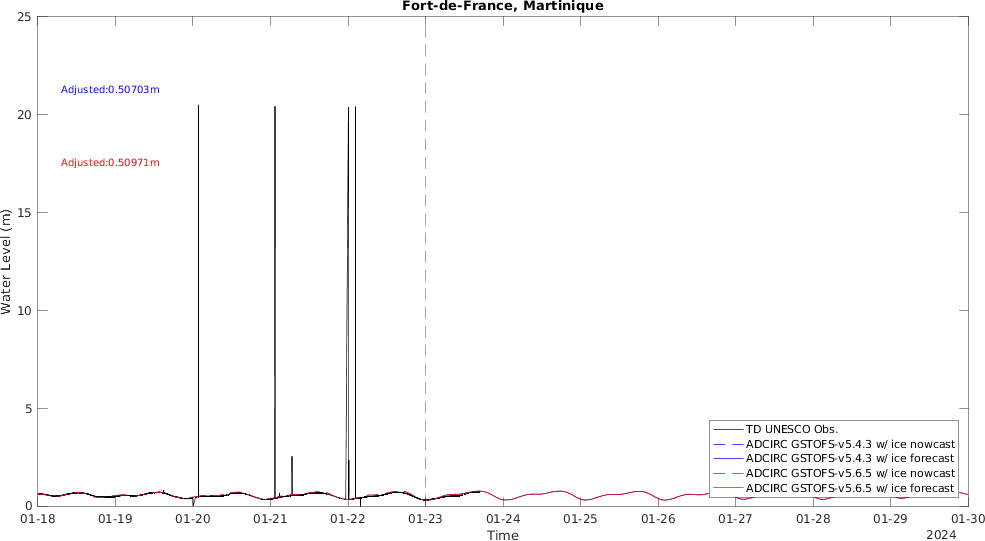 Fort-de-France, Martinique
25
Adjusted:0.50703m
20
Adjusted:0.50971m
15
Water Level (m)
10
5
TD UNESCO Obs.
ADCIRC GSTOFS-v5.4.3 w/ ice nowcast
ADCIRC GSTOFS-v5.4.3 w/ ice forecast
ADCIRC GSTOFS-v5.6.5 w/ ice nowcast
ADCIRC GSTOFS-v5.6.5 w/ ice forecast
0
01-18 01-19 01-20 01-21 01-22 01-23 01-24 01-25 01-26 01-27 01-28 01-29 01-30
Time
2024